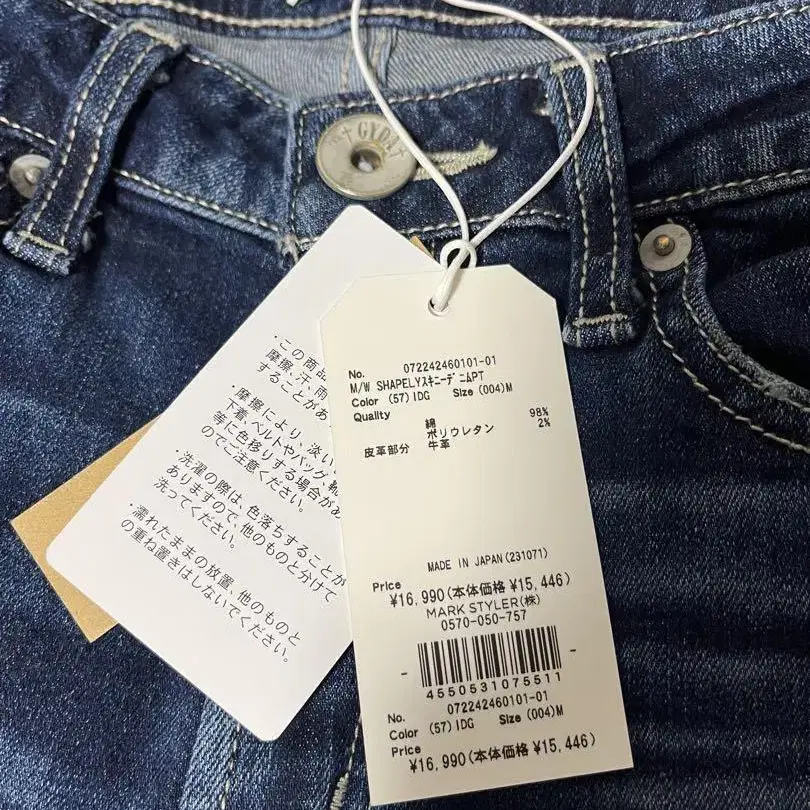 GYDA
・この商品
摩擦、汗、雨
することがあ
・摩擦により、淡い
下着、ベルトやバッグ、靴
等に色移りする場合があ
のでご注意ください。
・洗濯の際は、色落ちすることが
ありますので、他のものと分けて
洗ってください。
・濡れたままの放置、他のものと
の重ね置きはしないでください。
No. 072242460101-01
M/W SHAPELYスキニーデニムPT
Color (57)IDG Size (004)M
Quality
綿 98%
ポリウレタン 2%
皮革部分 牛革
MADE IN JAPAN(231071)
Price
¥16,990(本体価格 ¥15,446)
MARK STYLER(株)
0570-050-757
4550531075511
No. 072242460101-01
Color (57)IDG Size (004)M
Price
¥16,990(本体価格 ¥15,446)